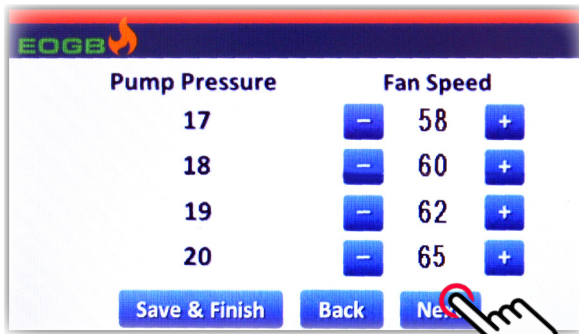 EOGB
Pump Pressure Fan Speed
17 − 58 +
18 − 60 +
19 − 62 +
20 − 65 +
Save & Finish Back